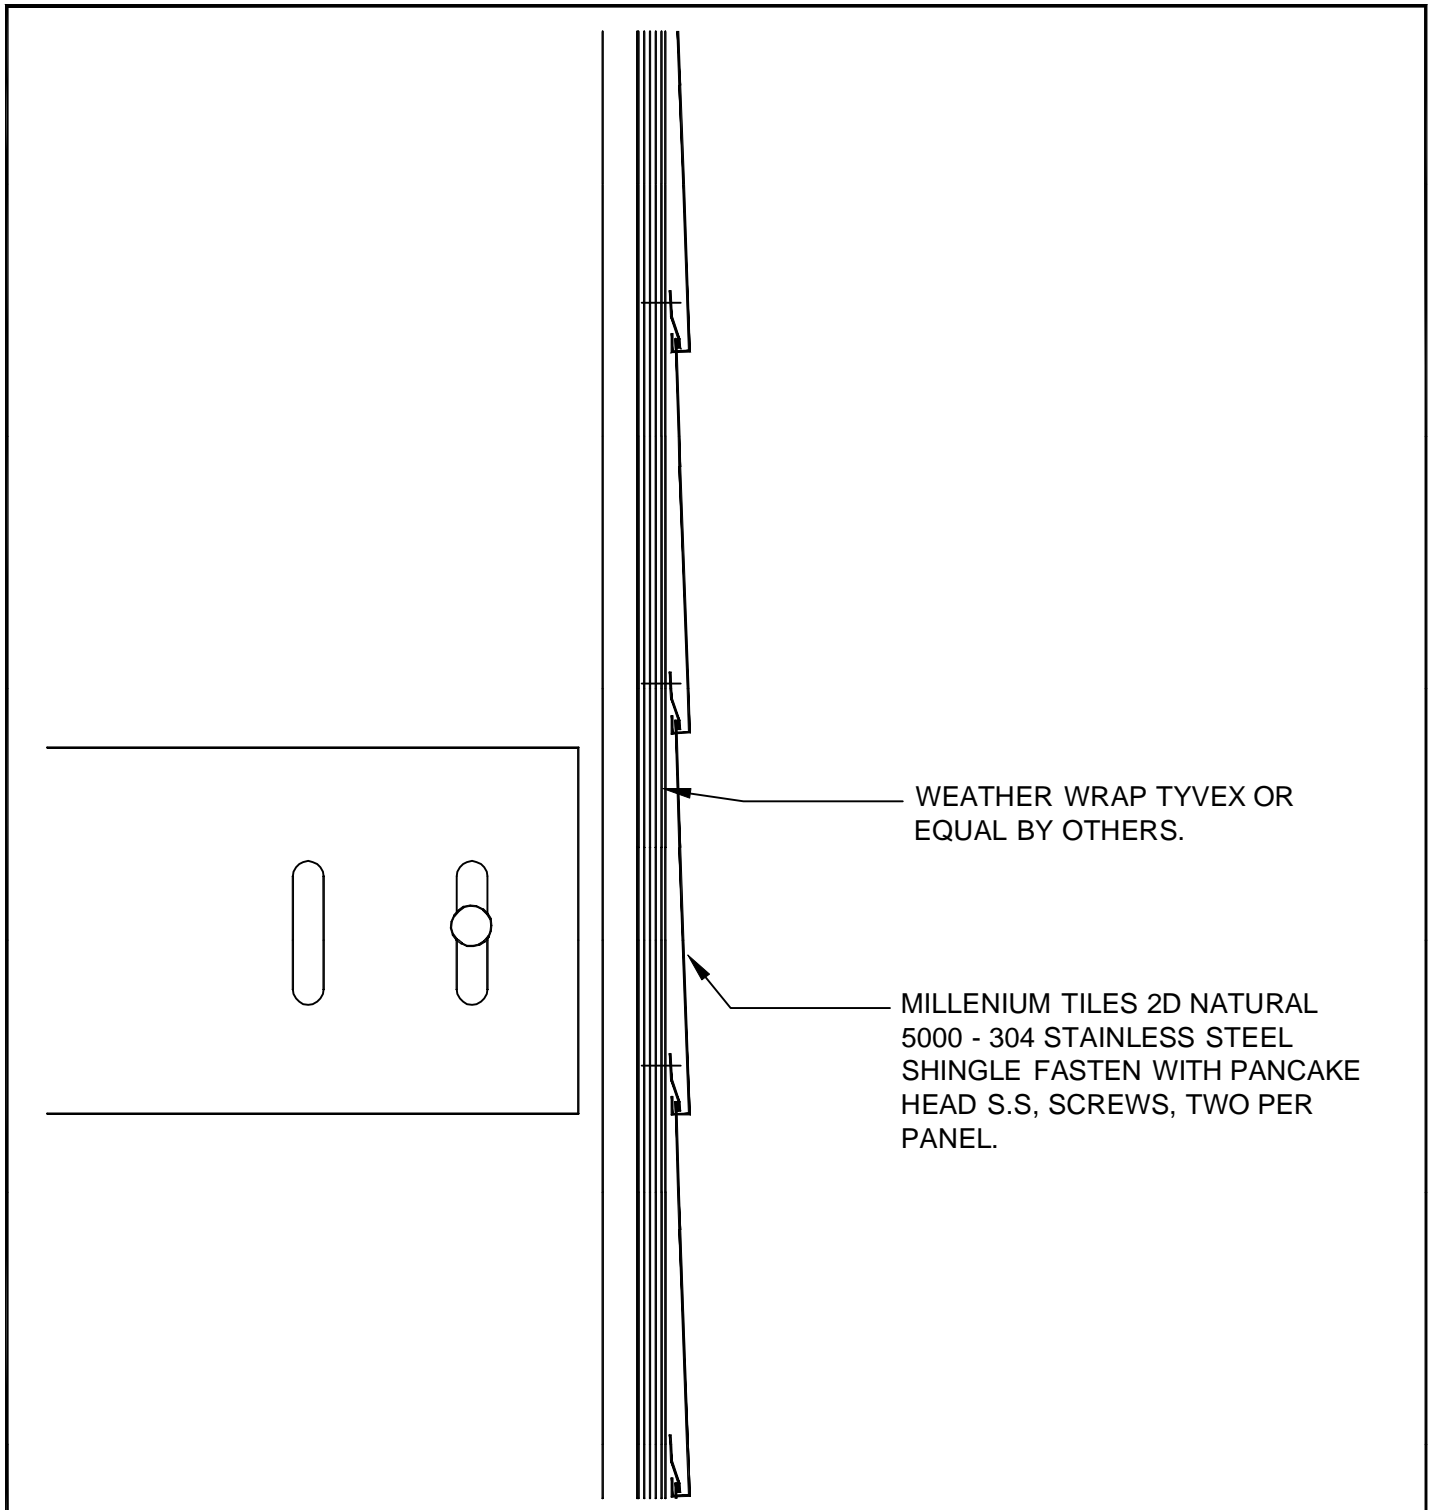 WEATHER WRAP TYVEX OR
EQUAL BY OTHERS.
MILLENIUM TILES 2D NATURAL
5000 - 304 STAINLESS STEEL
SHINGLE FASTEN WITH PANCAKE
HEAD S.S, SCREWS, TWO PER
PANEL.